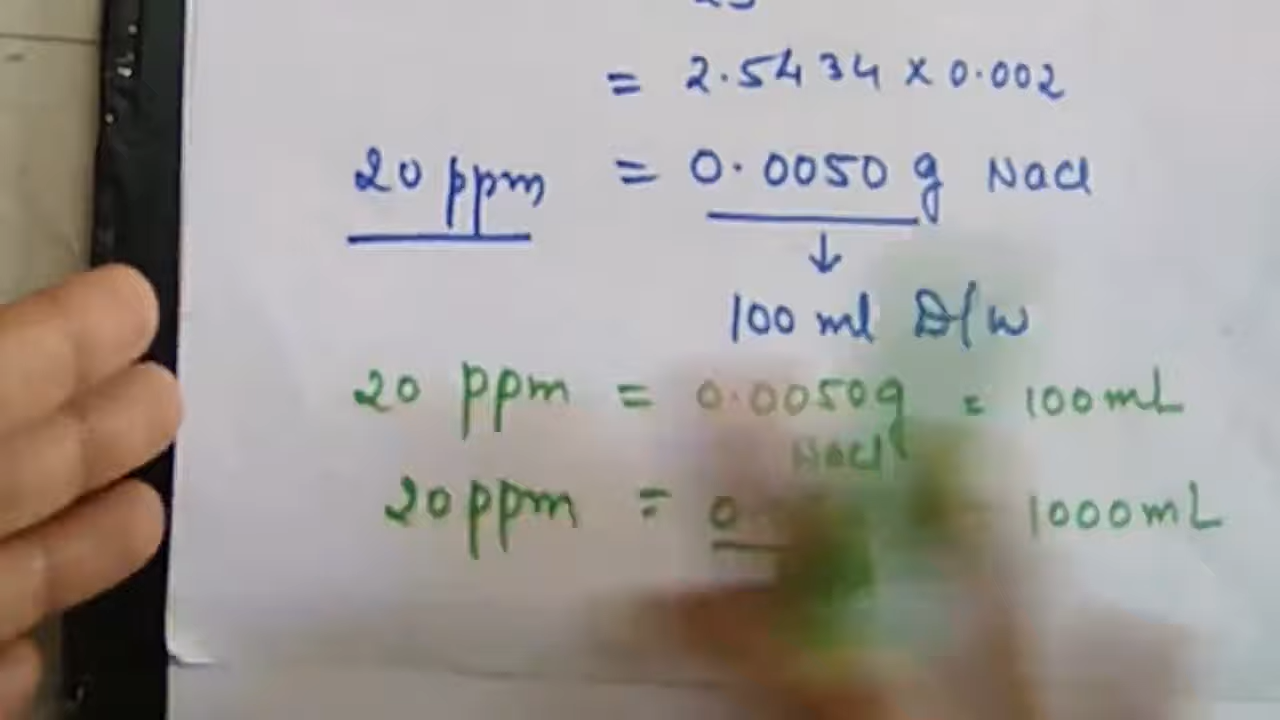 = 2.5434 x 0.002
20 ppm = 0.0050 g Nacl
↓
100 ml D/w
20 ppm = 0.0050g = 100mL
Nacl
20ppm = 0 1000mL